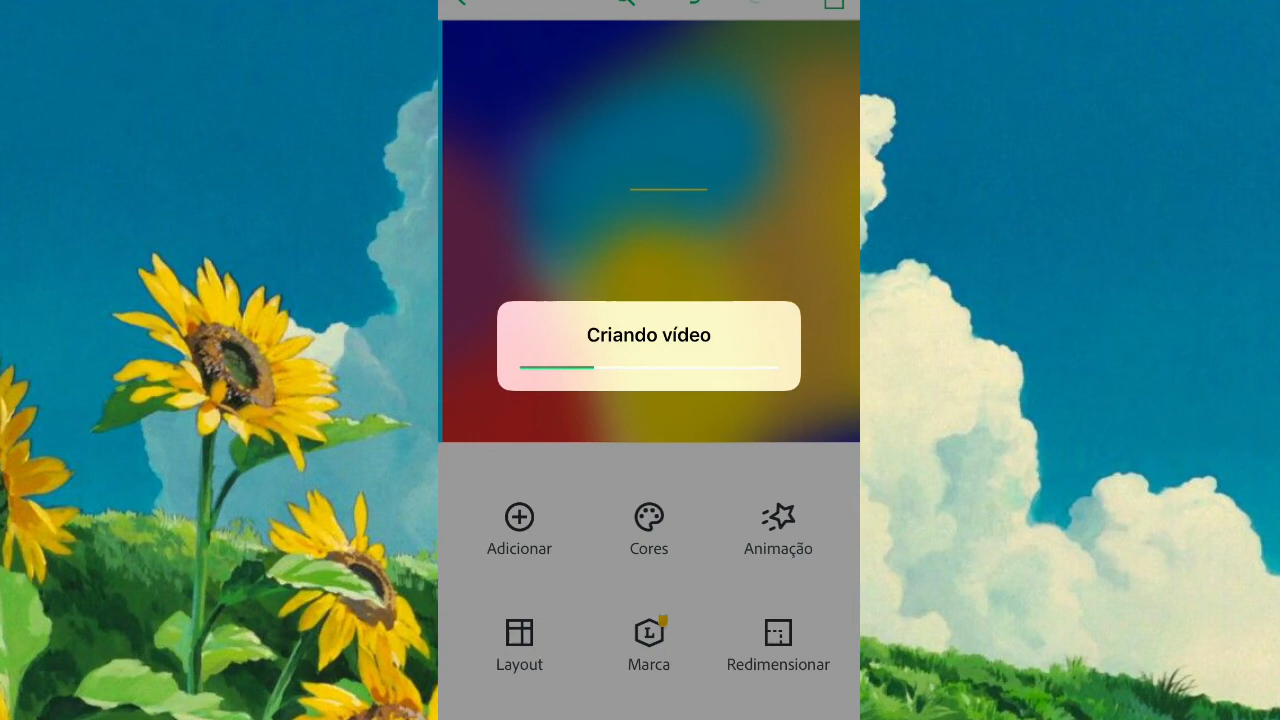 Criando vídeo
Adicionar
Cores
Animação
L
Layout
Marca
Redimensionar